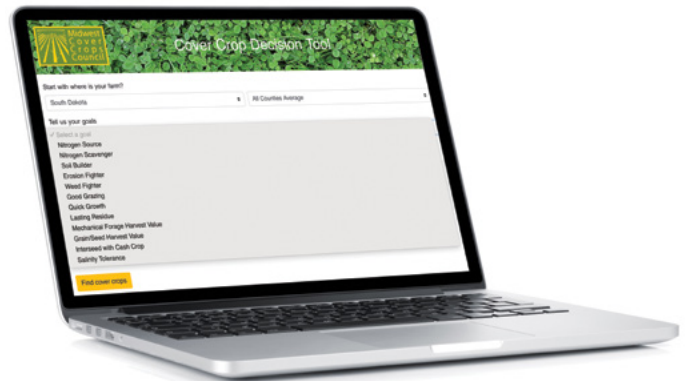 Midwest
Cover
Crops
Council
Cover Crop Decision Tool
Start with where is your farm?
South Dakota
All Counties Average
Tell us your goals
✓ Select a goal
Nitrogen Source
Nitrogen Scavenger
Soil Builder
Erosion Fighter
Weed Fighter
Good Grazing
Quick Growth
Lasting Residue
Mechanical Forage Harvest Value
Grain/Seed Harvest Value
Interseed with Cash Crop
Salinity Tolerance
Find cover crops